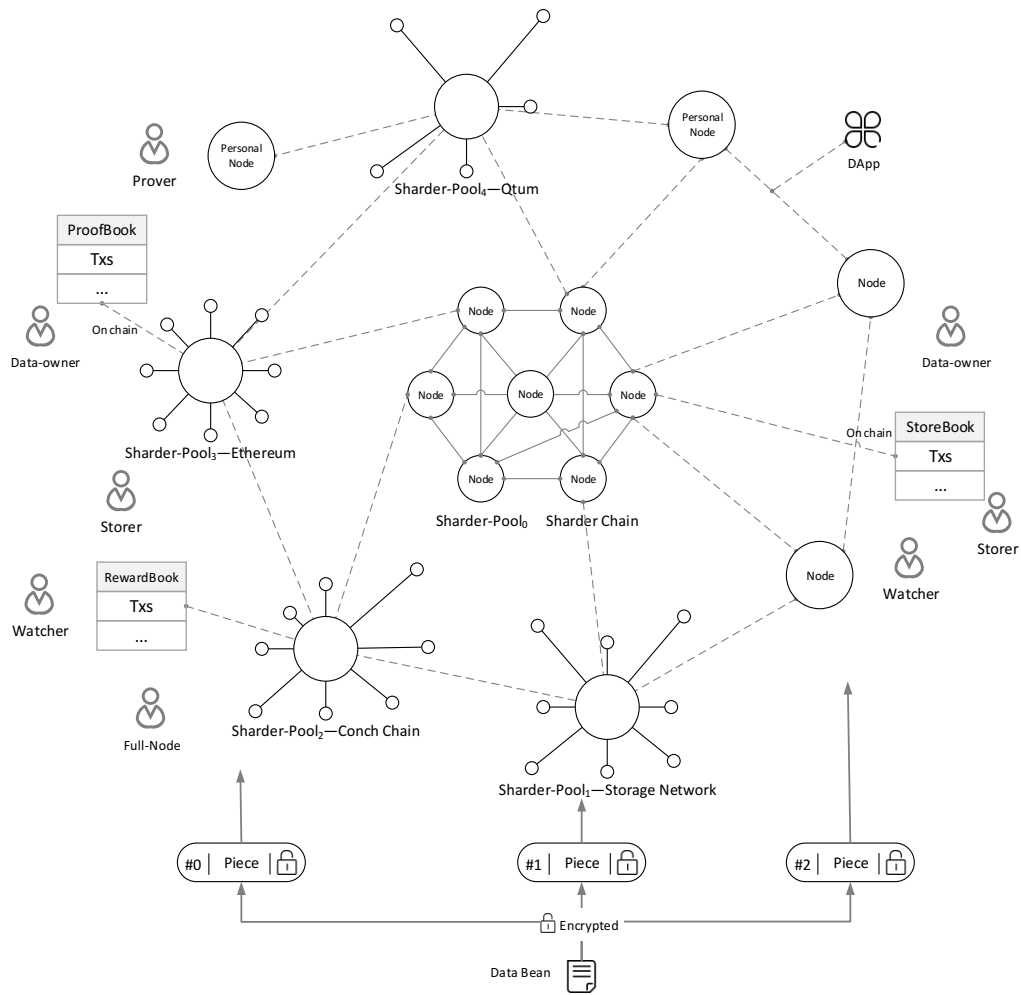 Personal
Node
Personal
Node
DApp
Prover
Sharder-Pool₄—Qtum
ProofBook
Txs
...
On chain
Data-owner
Node
Node
Node
Data-owner
Node
Node
Node
StoreBook
Txs
...
On chain
Sharder-Pool₃—Ethereum
Node
Node
Storer
Sharder-Pool₀
Sharder Chain
Storer
RewardBook
Txs
...
Watcher
Node
Watcher
Full-Node
Sharder-Pool₂—Conch Chain
Sharder-Pool₁—Storage Network
#0 | Piece |
#1 | Piece |
#2 | Piece |
Encrypted
Data Bean